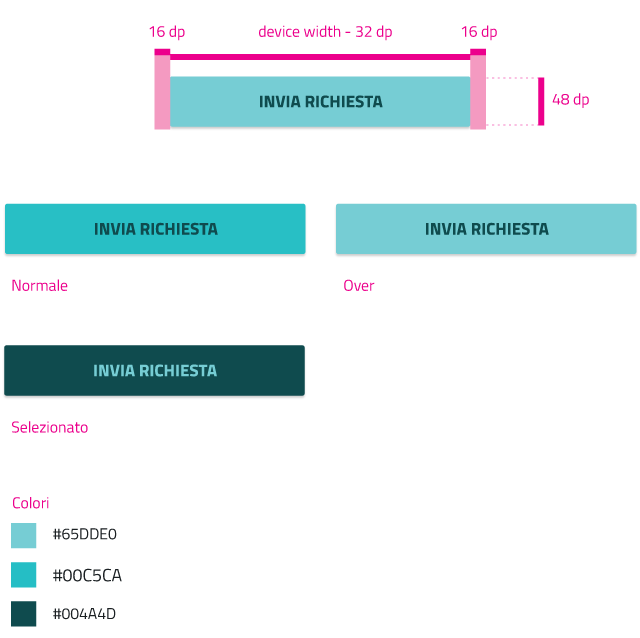 16 dp
device width - 32 dp
16 dp
INVIA RICHIESTA
48 dp
INVIA RICHIESTA
INVIA RICHIESTA
Normale
Over
INVIA RICHIESTA
Selezionato
Colori
#65DDE0
#00C5CA
#004A4D